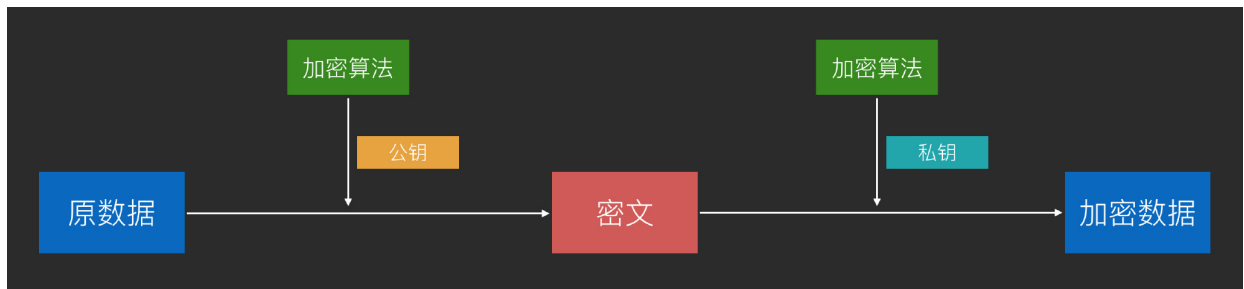 加密算法
加密算法
公钥
私钥
原数据
密文
加密数据